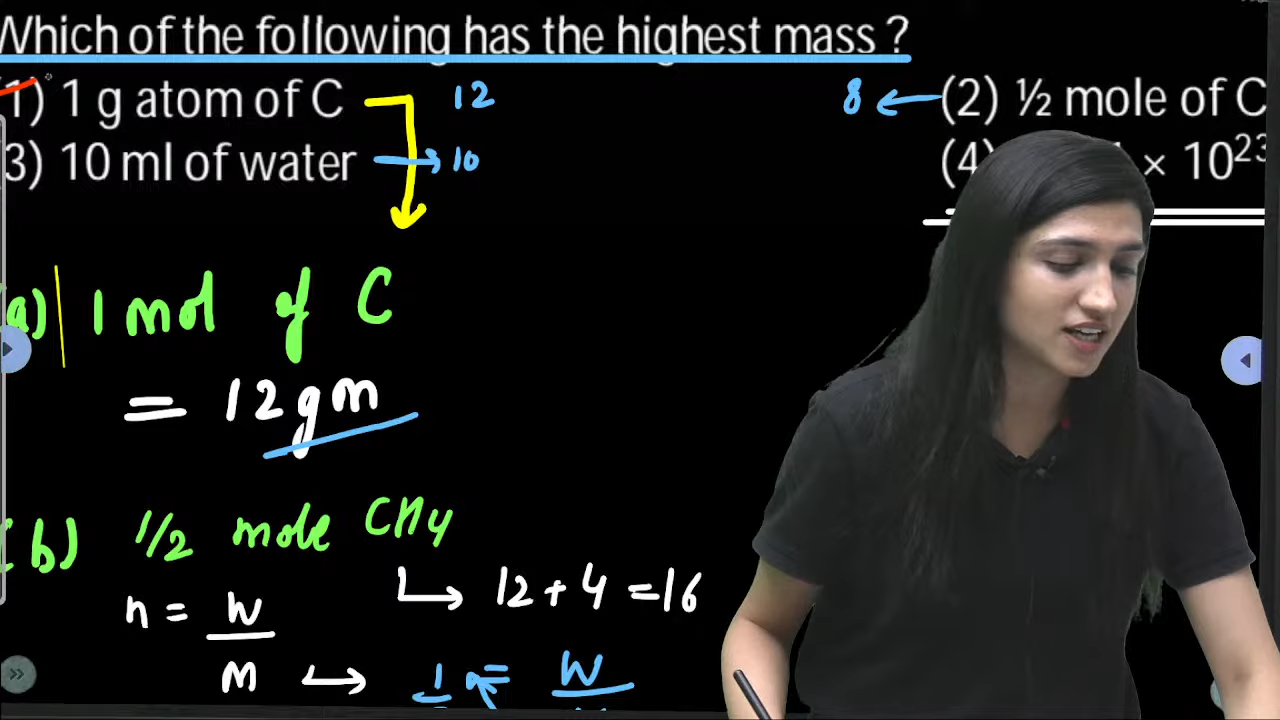 Which of the following has the highest mass ?
(1) 1 g atom of C 12 8 (2) ½ mole of C
(3) 10 ml of water 10 (4) × 10²³
(a) 1 mol of C
= 12gm
(b) 1/2 mole CH4
n = W
M
12 + 4 = 16
1 = W